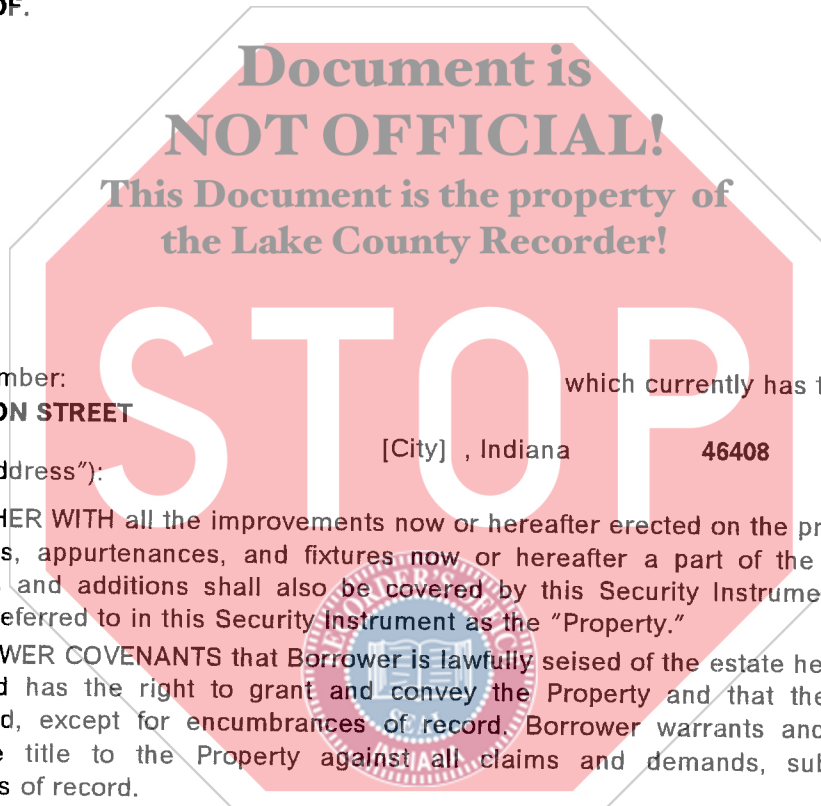 OF.
Document is
NOT OFFICIAL!
This Document is the property of
the Lake County Recorder!
STOP
mber:
which currently has
ON STREET
[City] , Indiana 46408
ddress"):
HER WITH all the improvements now or hereafter erected on the pr
s, appurtenances, and fixtures now or hereafter a part of the
and additions shall also be covered by this Security Instrume
eferred to in this Security Instrument as the "Property."
WER COVENANTS that Borrower is lawfully seised of the estate he
d has the right to grant and convey the Property and that the
d, except for encumbrances of record. Borrower warrants and
e title to the Property against all claims and demands, sub
s of record.
RECORDER'S OFFIC
SEAL
INDIANA